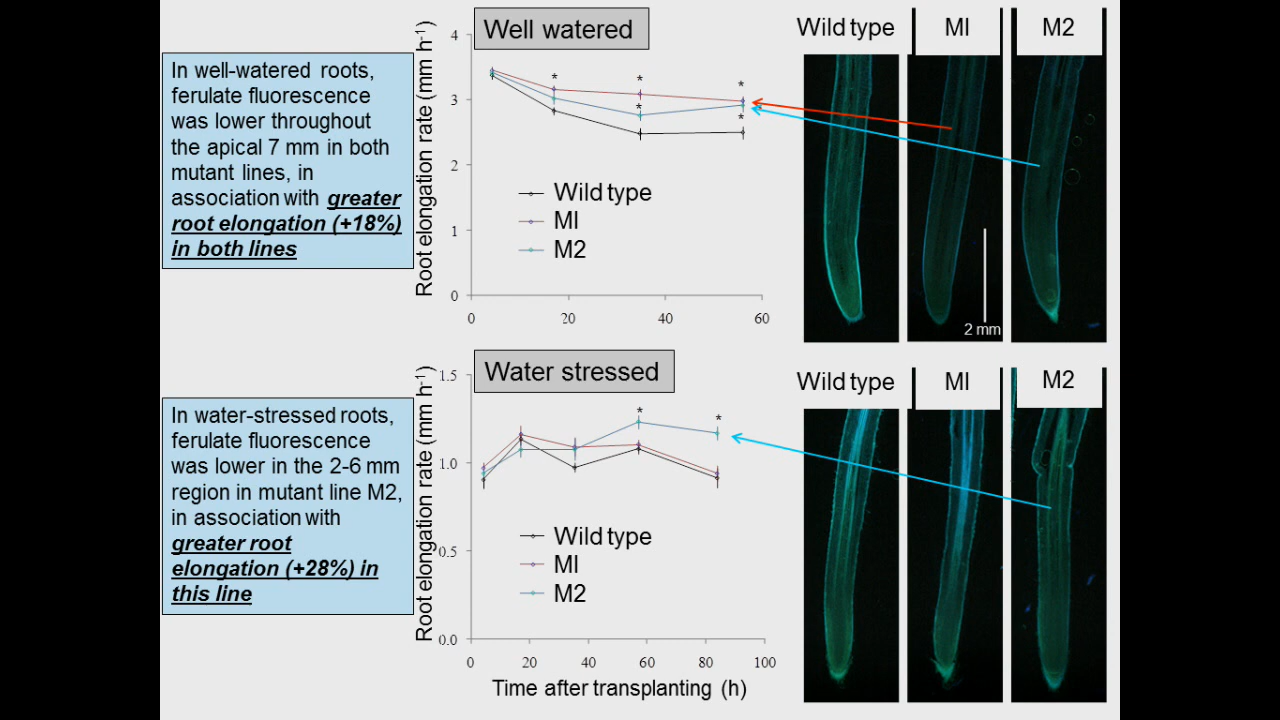 In well-watered roots,
ferulate fluorescence
was lower throughout
the apical 7 mm in both
mutant lines, in
association with greater
root elongation (+18%)
in both lines
Root elongation rate (mm h-1)
Well watered
4
3
2
1
0
0 20 40 60
* * *
* *
Wild type
MI
M2
Wild type MI M2
2 mm
In water-stressed roots,
ferulate fluorescence
was lower in the 2-6 mm
region in mutant line M2,
in association with
greater root
elongation (+28%) in
this line
Root elongation rate (mm h-1)
Water stressed
1.5
1.0
0.5
0.0
0 20 40 60 80 100
* *
Wild type
MI
M2
Time after transplanting (h)
Wild type MI M2